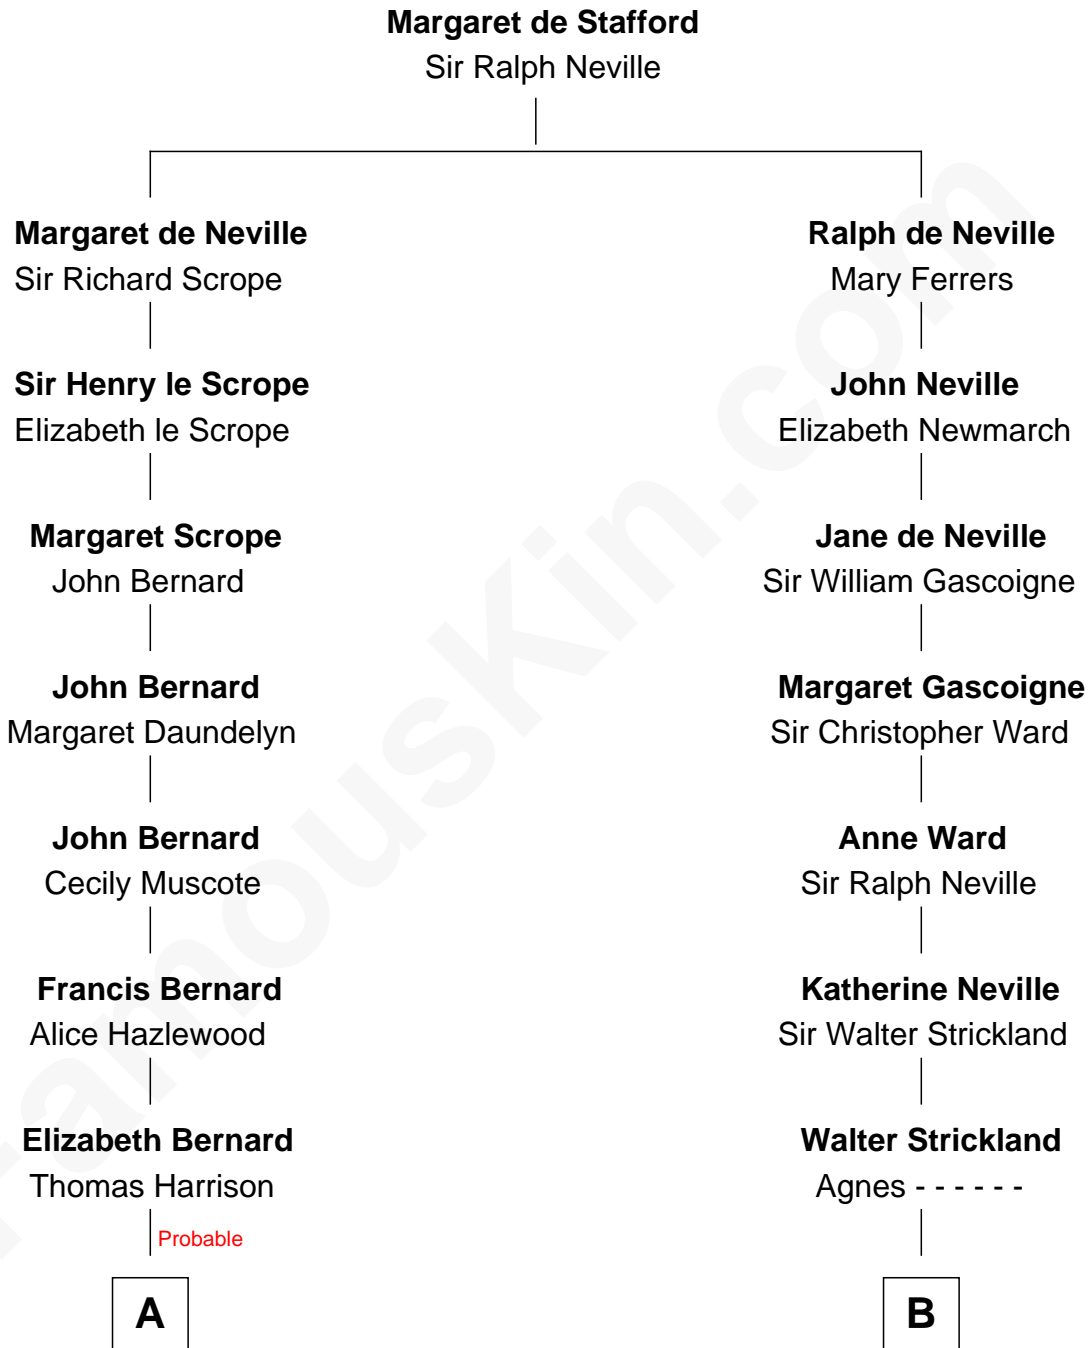 Margaret de Stafford
Sir Ralph Neville
Margaret de Neville
Sir Richard Scrope
Ralph de Neville
Mary Ferrers
Sir Henry le Scrope
Elizabeth le Scrope
John Neville
Elizabeth Newmarch
Margaret Scrope
John Bernard
Jane de Neville
Sir William Gascoigne
John Bernard
Margaret Daundelyn
Margaret Gascoigne
Sir Christopher Ward
John Bernard
Cecily Muscote
Anne Ward
Sir Ralph Neville
Francis Bernard
Alice Hazlewood
Katherine Neville
Sir Walter Strickland
Elizabeth Bernard
Thomas Harrison
Walter Strickland
Agnes - - - - - -
Probable
A
B
FamousKin.com